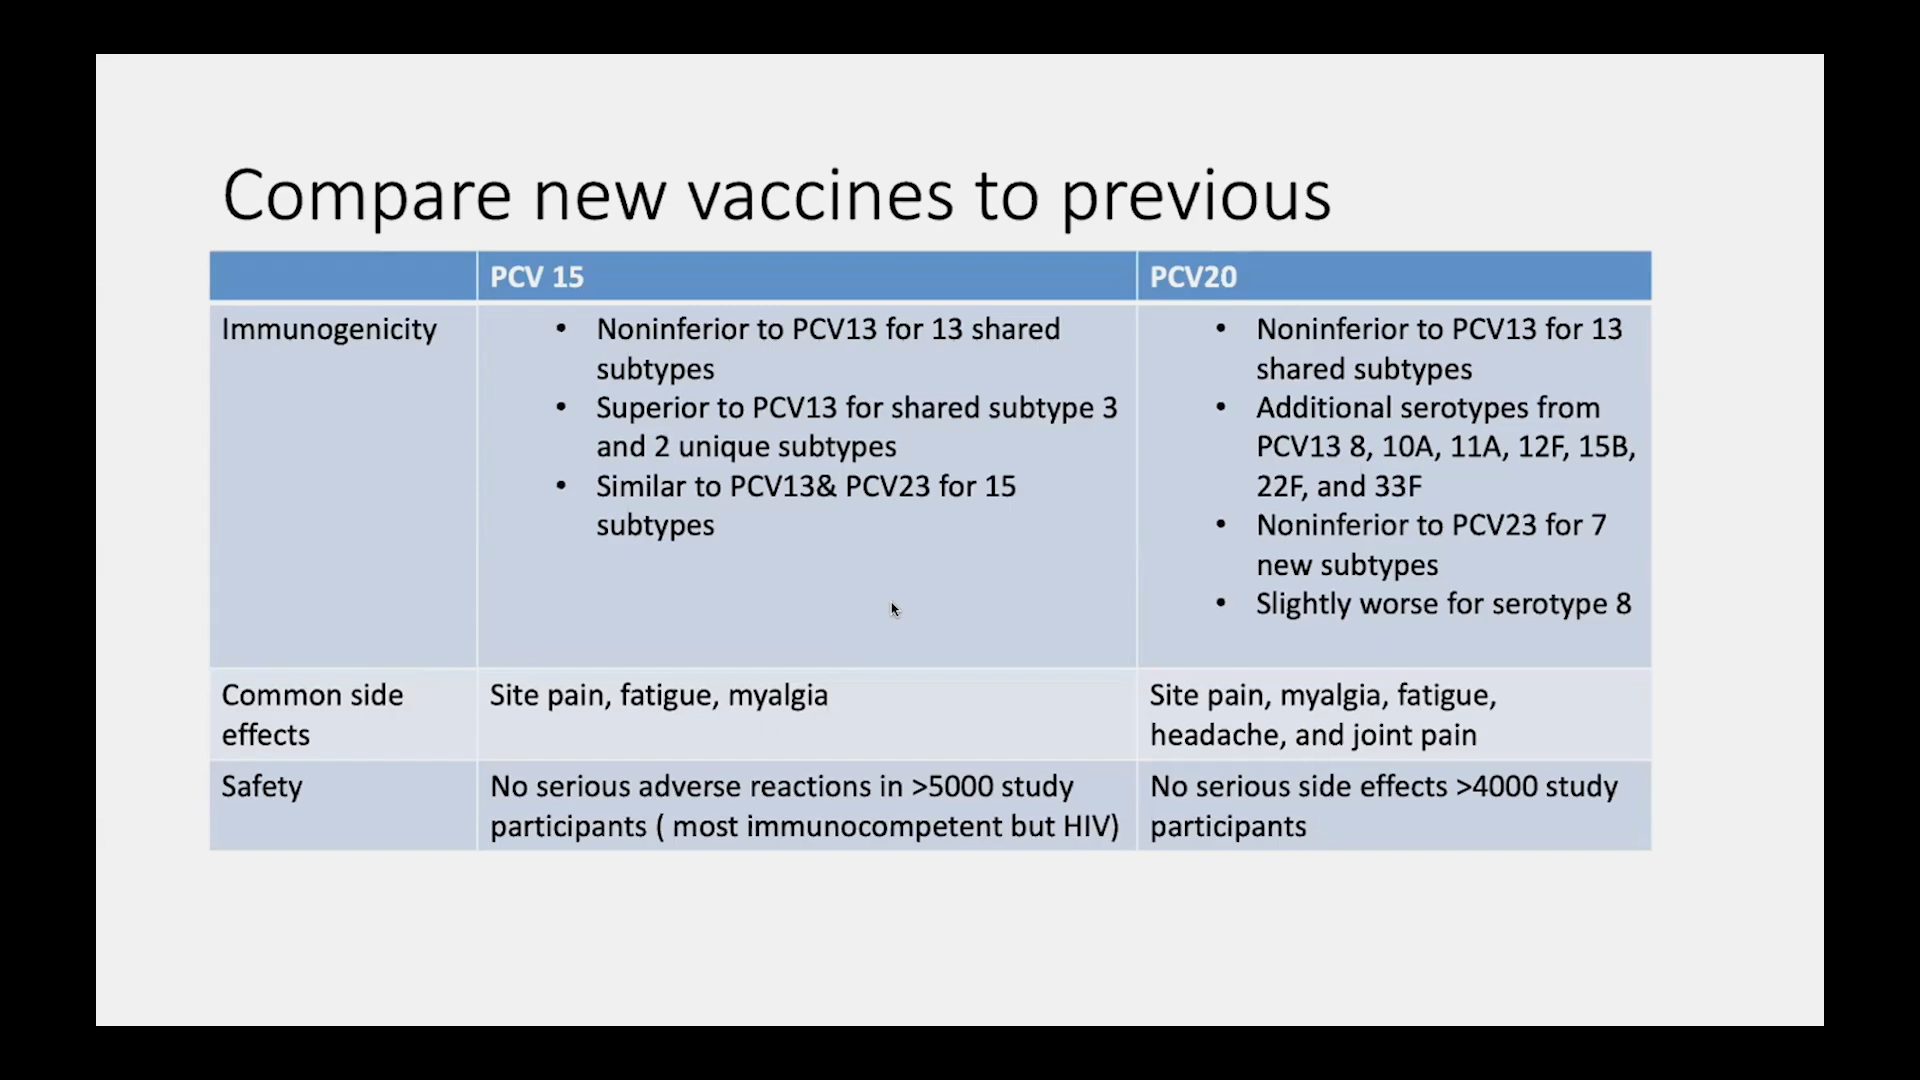 Compare new vaccines to previous
PCV 15
PCV20
Immunogenicity
• Noninferior to PCV13 for 13 shared
subtypes
• Superior to PCV13 for shared subtype 3
and 2 unique subtypes
• Similar to PCV13& PCV23 for 15
subtypes
• Noninferior to PCV13 for 13
shared subtypes
• Additional serotypes from
PCV13 8, 10A, 11A, 12F, 15B,
22F, and 33F
• Noninferior to PCV23 for 7
new subtypes
• Slightly worse for serotype 8
Common side
effects
Site pain, fatigue, myalgia
Site pain, myalgia, fatigue,
headache, and joint pain
Safety
No serious adverse reactions in >5000 study
participants ( most immunocompetent but HIV)
No serious side effects >4000 study
participants